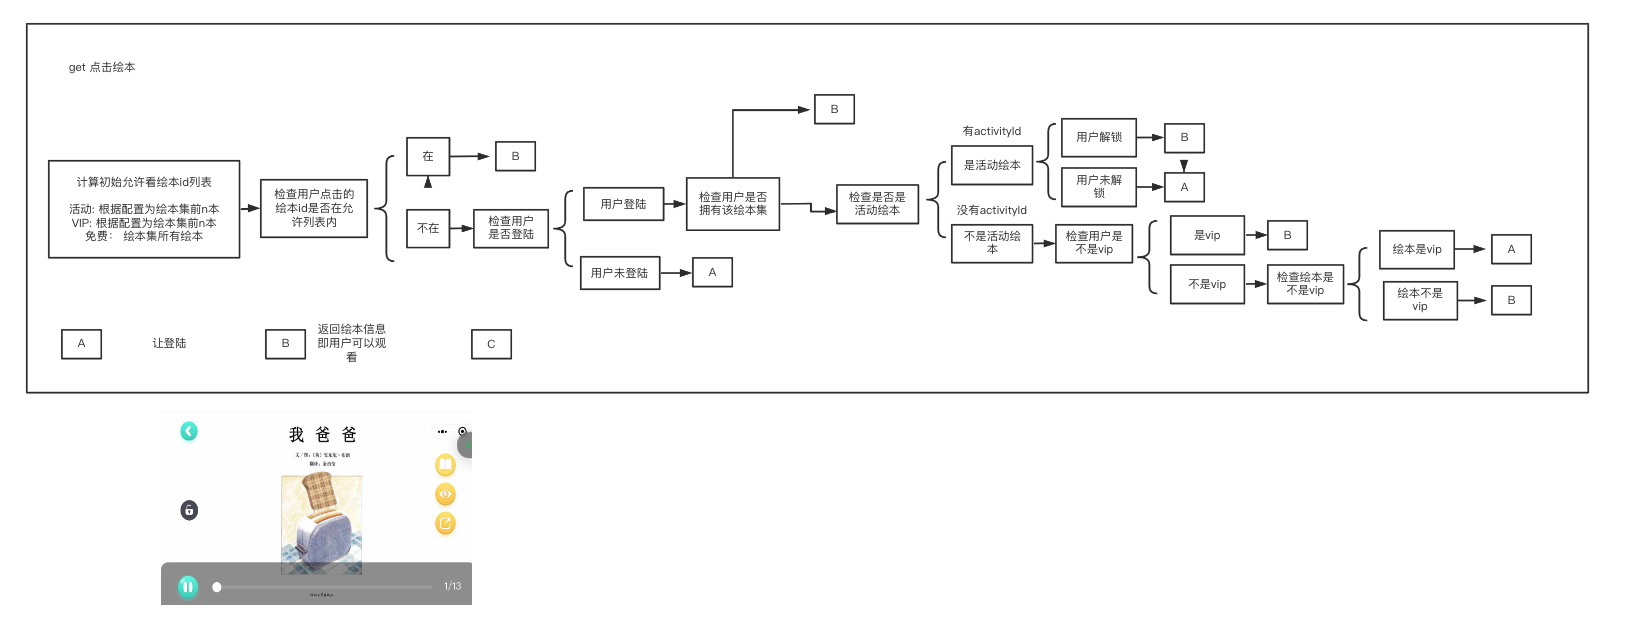 get 点击绘本
计算初始允许看绘本id列表
活动: 根据配置为绘本集前n本
VIP: 根据配置为绘本集前n本
免费： 绘本集所有绘本
检查用户点击的
绘本id是否在允
许列表内
在
B
不在
检查用户
是否登陆
用户登陆
用户未登陆
A
检查用户是否
拥有该绘本集
B
检查是否是
活动绘本
有activityId
是活动绘本
用户解锁
B
用户未解
锁
A
没有activityId
不是活动绘
本
检查用户是
不是vip
是vip
B
不是vip
检查绘本是
不是vip
绘本是vip
A
绘本不是
vip
B
A
让登陆
B
返回绘本信息
即用户可以观
看
C
我爸爸
1/13